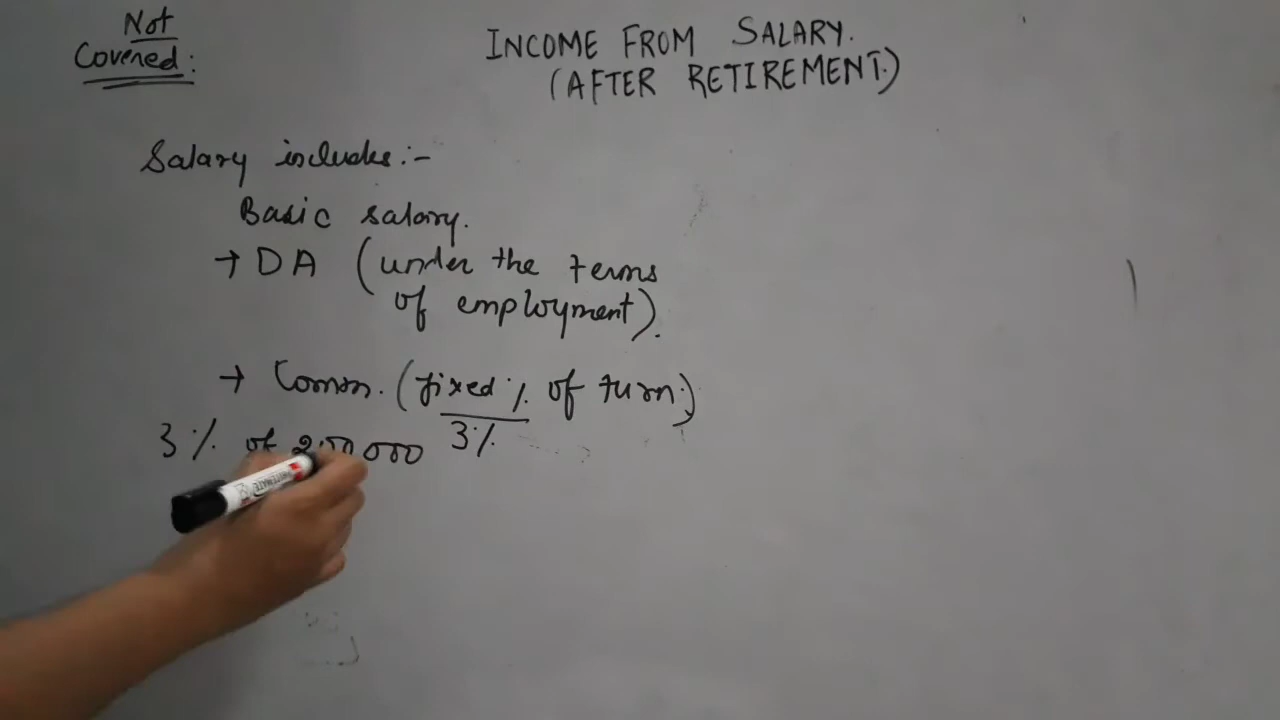 Not
Covered:
INCOME FROM SALARY.
(AFTER RETIREMENT.)
Salary includes:-
Basic salary.
→ DA (under the terms
of employment).
→ Comm. (fixed % of turn.)
3%
3% of 200000